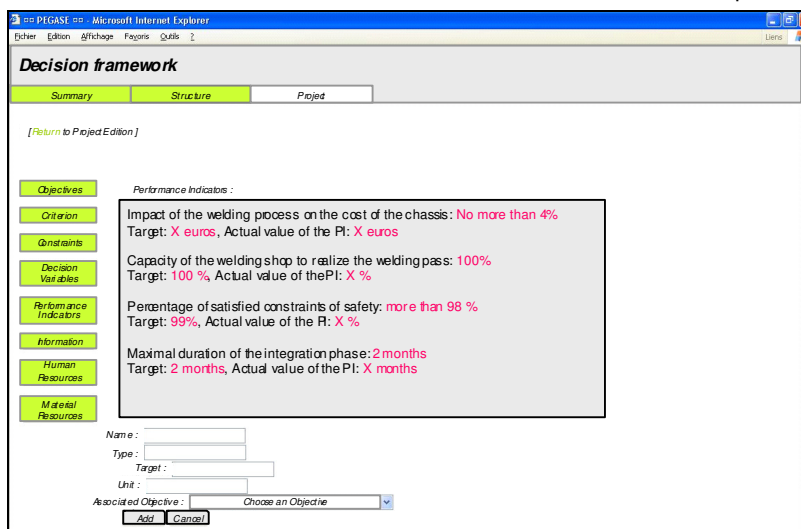 ¤¤ PEGASE ¤¤ - Microsoft Internet Explorer
Fichier Edition Affichage Favoris Outils ? Liens
Decision framework
Summary Structure Project
[Return to Project Edition ]
Objectives
Performance Indicators :
Criterion
Constraints
Decision
Variables
Performance
Indicators
Information
Human
Resources
Material
Resources
Impact of the welding process on the cost of the chassis: No more than 4%
Target: X euros, Actual value of the PI: X euros
Capacity of the welding shop to realize the welding pass: 100%
Target: 100 %, Actual value of the PI: X %
Percentage of satisfied constraints of safety: more than 98 %
Target: 99%, Actual value of the PI: X %
Maximal duration of the integration phase: 2 months
Target: 2 months, Actual value of the PI: X months
Name :
Type :
Target :
Unit :
Associated Objective : Choose an Objective
Add Cancel